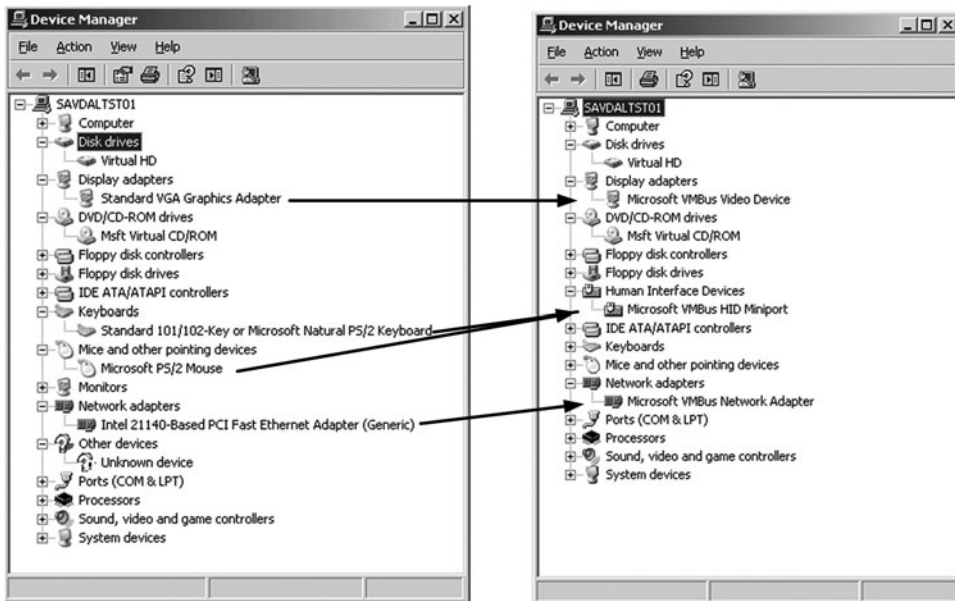 Device Manager
File Action View Help
SAVDALTST01
Computer
Disk drives
Virtual HD
Display adapters
Standard VGA Graphics Adapter
DVD/CD-ROM drives
Msft Virtual CD/ROM
Floppy disk controllers
Floppy disk drives
IDE ATA/ATAPI controllers
Keyboards
Standard 101/102-Key or Microsoft Natural PS/2 Keyboard
Mice and other pointing devices
Microsoft PS/2 Mouse
Monitors
Network adapters
Intel 21140-Based PCI Fast Ethernet Adapter (Generic)
Other devices
Unknown device
Ports (COM & LPT)
Processors
Sound, video and game controllers
System devices
Device Manager
File Action View Help
SAVDALTST01
Computer
Disk drives
Virtual HD
Display adapters
Microsoft VMBus Video Device
DVD/CD-ROM drives
Msft Virtual CD/ROM
Floppy disk controllers
Floppy disk drives
Human Interface Devices
Microsoft VMBus HID Miniport
IDE ATA/ATAPI controllers
Keyboards
Mice and other pointing devices
Network adapters
Microsoft VMBus Network Adapter
Ports (COM & LPT)
Processors
Sound, video and game controllers
System devices